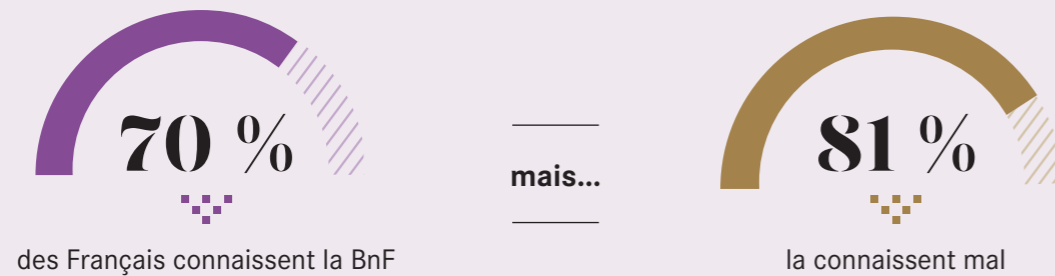 70 %
des Français connaissent la BnF
mais...
81 %
la connaissent mal